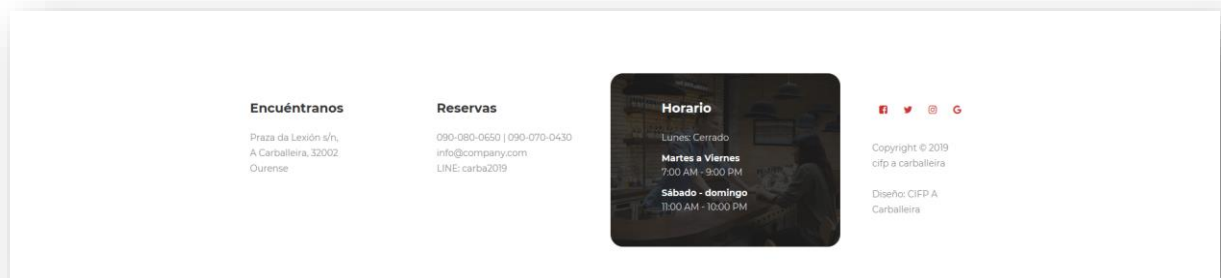 Encuéntranos
Praza da Lexión s/n,
A Carballeira, 32002
Ourense
Reservas
090-080-0650 | 090-070-0430
info@company.com
LINE: carba2019
Horario
Lunes: Cerrado
Martes a Viernes
7:00 AM - 9:00 PM
Sábado - domingo
11:00 AM - 10:00 PM
Copyright © 2019
cifp a carballeira
Diseño: CIFP A
Carballeira